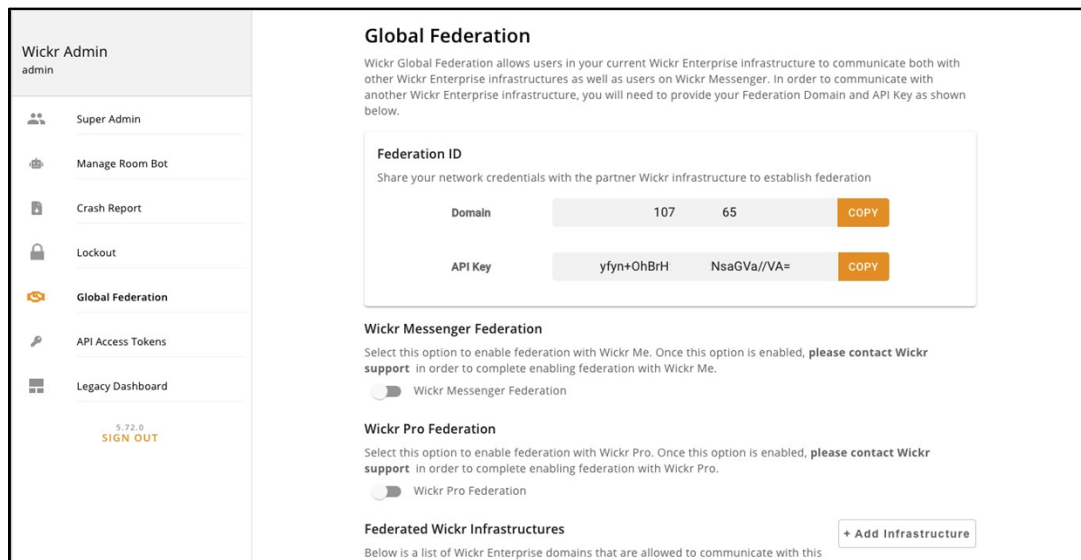 Wickr Admin
admin
Super Admin
Manage Room Bot
Crash Report
Lockout
Global Federation
API Access Tokens
Legacy Dashboard
5.72.0
SIGN OUT
Global Federation
Wickr Global Federation allows users in your current Wickr Enterprise infrastructure to communicate both with
other Wickr Enterprise infrastructures as well as users on Wickr Messenger. In order to communicate with
another Wickr Enterprise infrastructure, you will need to provide your Federation Domain and API Key as shown
below.
Federation ID
Share your network credentials with the partner Wickr infrastructure to establish federation
Domain 107 65 COPY
API Key yfyn+OhBrH NsaGVa//VA= COPY
Wickr Messenger Federation
Select this option to enable federation with Wickr Me. Once this option is enabled, please contact Wickr
support in order to complete enabling federation with Wickr Me.
Wickr Messenger Federation
Wickr Pro Federation
Select this option to enable federation with Wickr Pro. Once this option is enabled, please contact Wickr
support in order to complete enabling federation with Wickr Pro.
Wickr Pro Federation
Federated Wickr Infrastructures
+ Add Infrastructure
Below is a list of Wickr Enterprise domains that are allowed to communicate with this